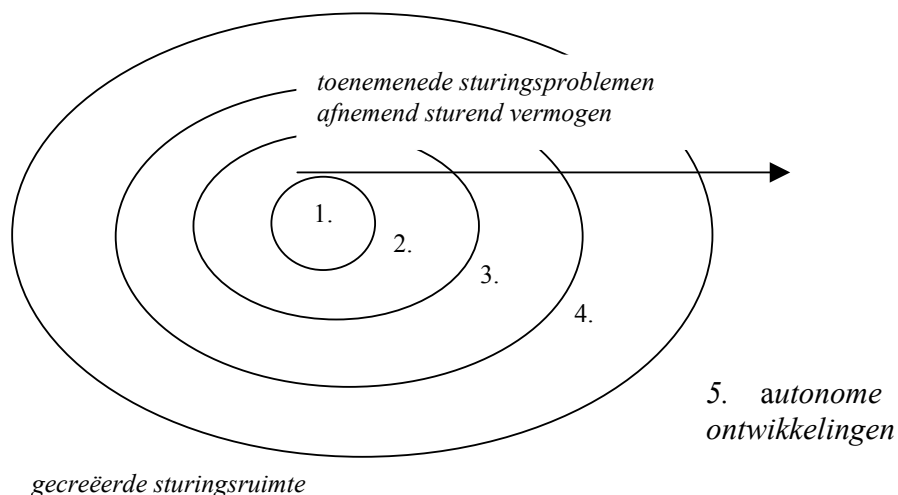 toenemenede sturingsproblemen
afnemend sturend vermogen
1.
2.
3.
4.
5. autonome
ontwikkelingen
gecreëerde sturingsruimte